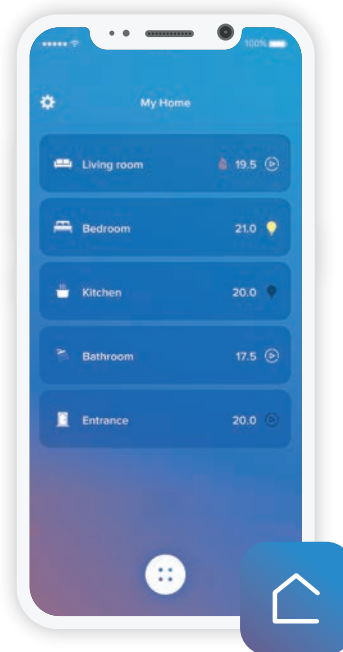 100%
My Home
Living room 19.5
Bedroom 21.0
Kitchen 20.0
Bathroom 17.5
Entrance 20.0